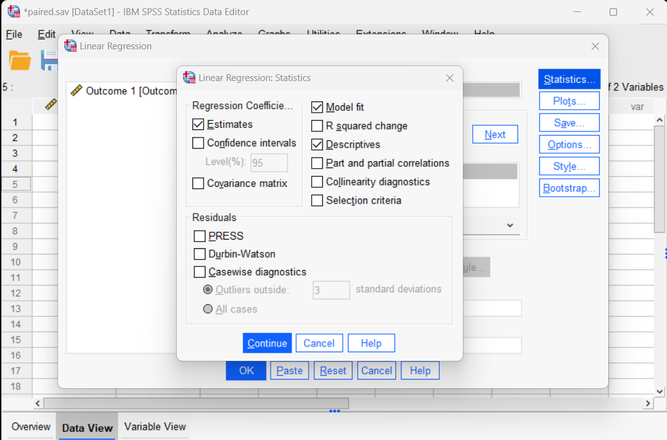 *paired.sav [DataSet1] - IBM SPSS Statistics Data Editor
File Edit View Data Transform Analyze Graphs Utilities Extensions Window Help
Linear Regression
5 :
of 2 Variables
var
Outcome 1 [Outcom
Linear Regression: Statistics
Regression Coefficie...
Estimates
Confidence intervals
Level(%): 95
Covariance matrix
Model fit
R squared change
Descriptives
Part and partial correlations
Collinearity diagnostics
Selection criteria
Residuals
PRESS
Durbin-Watson
Casewise diagnostics
Outliers outside: 3 standard deviations
All cases
Continue Cancel Help
Next
Statistics...
Plots...
Save...
Options...
Style...
Bootstrap...
yle...
OK Paste Reset Cancel Help
1
2
3
4
5
6
7
8
9
10
11
12
13
14
15
16
17
18
Overview Data View Variable View